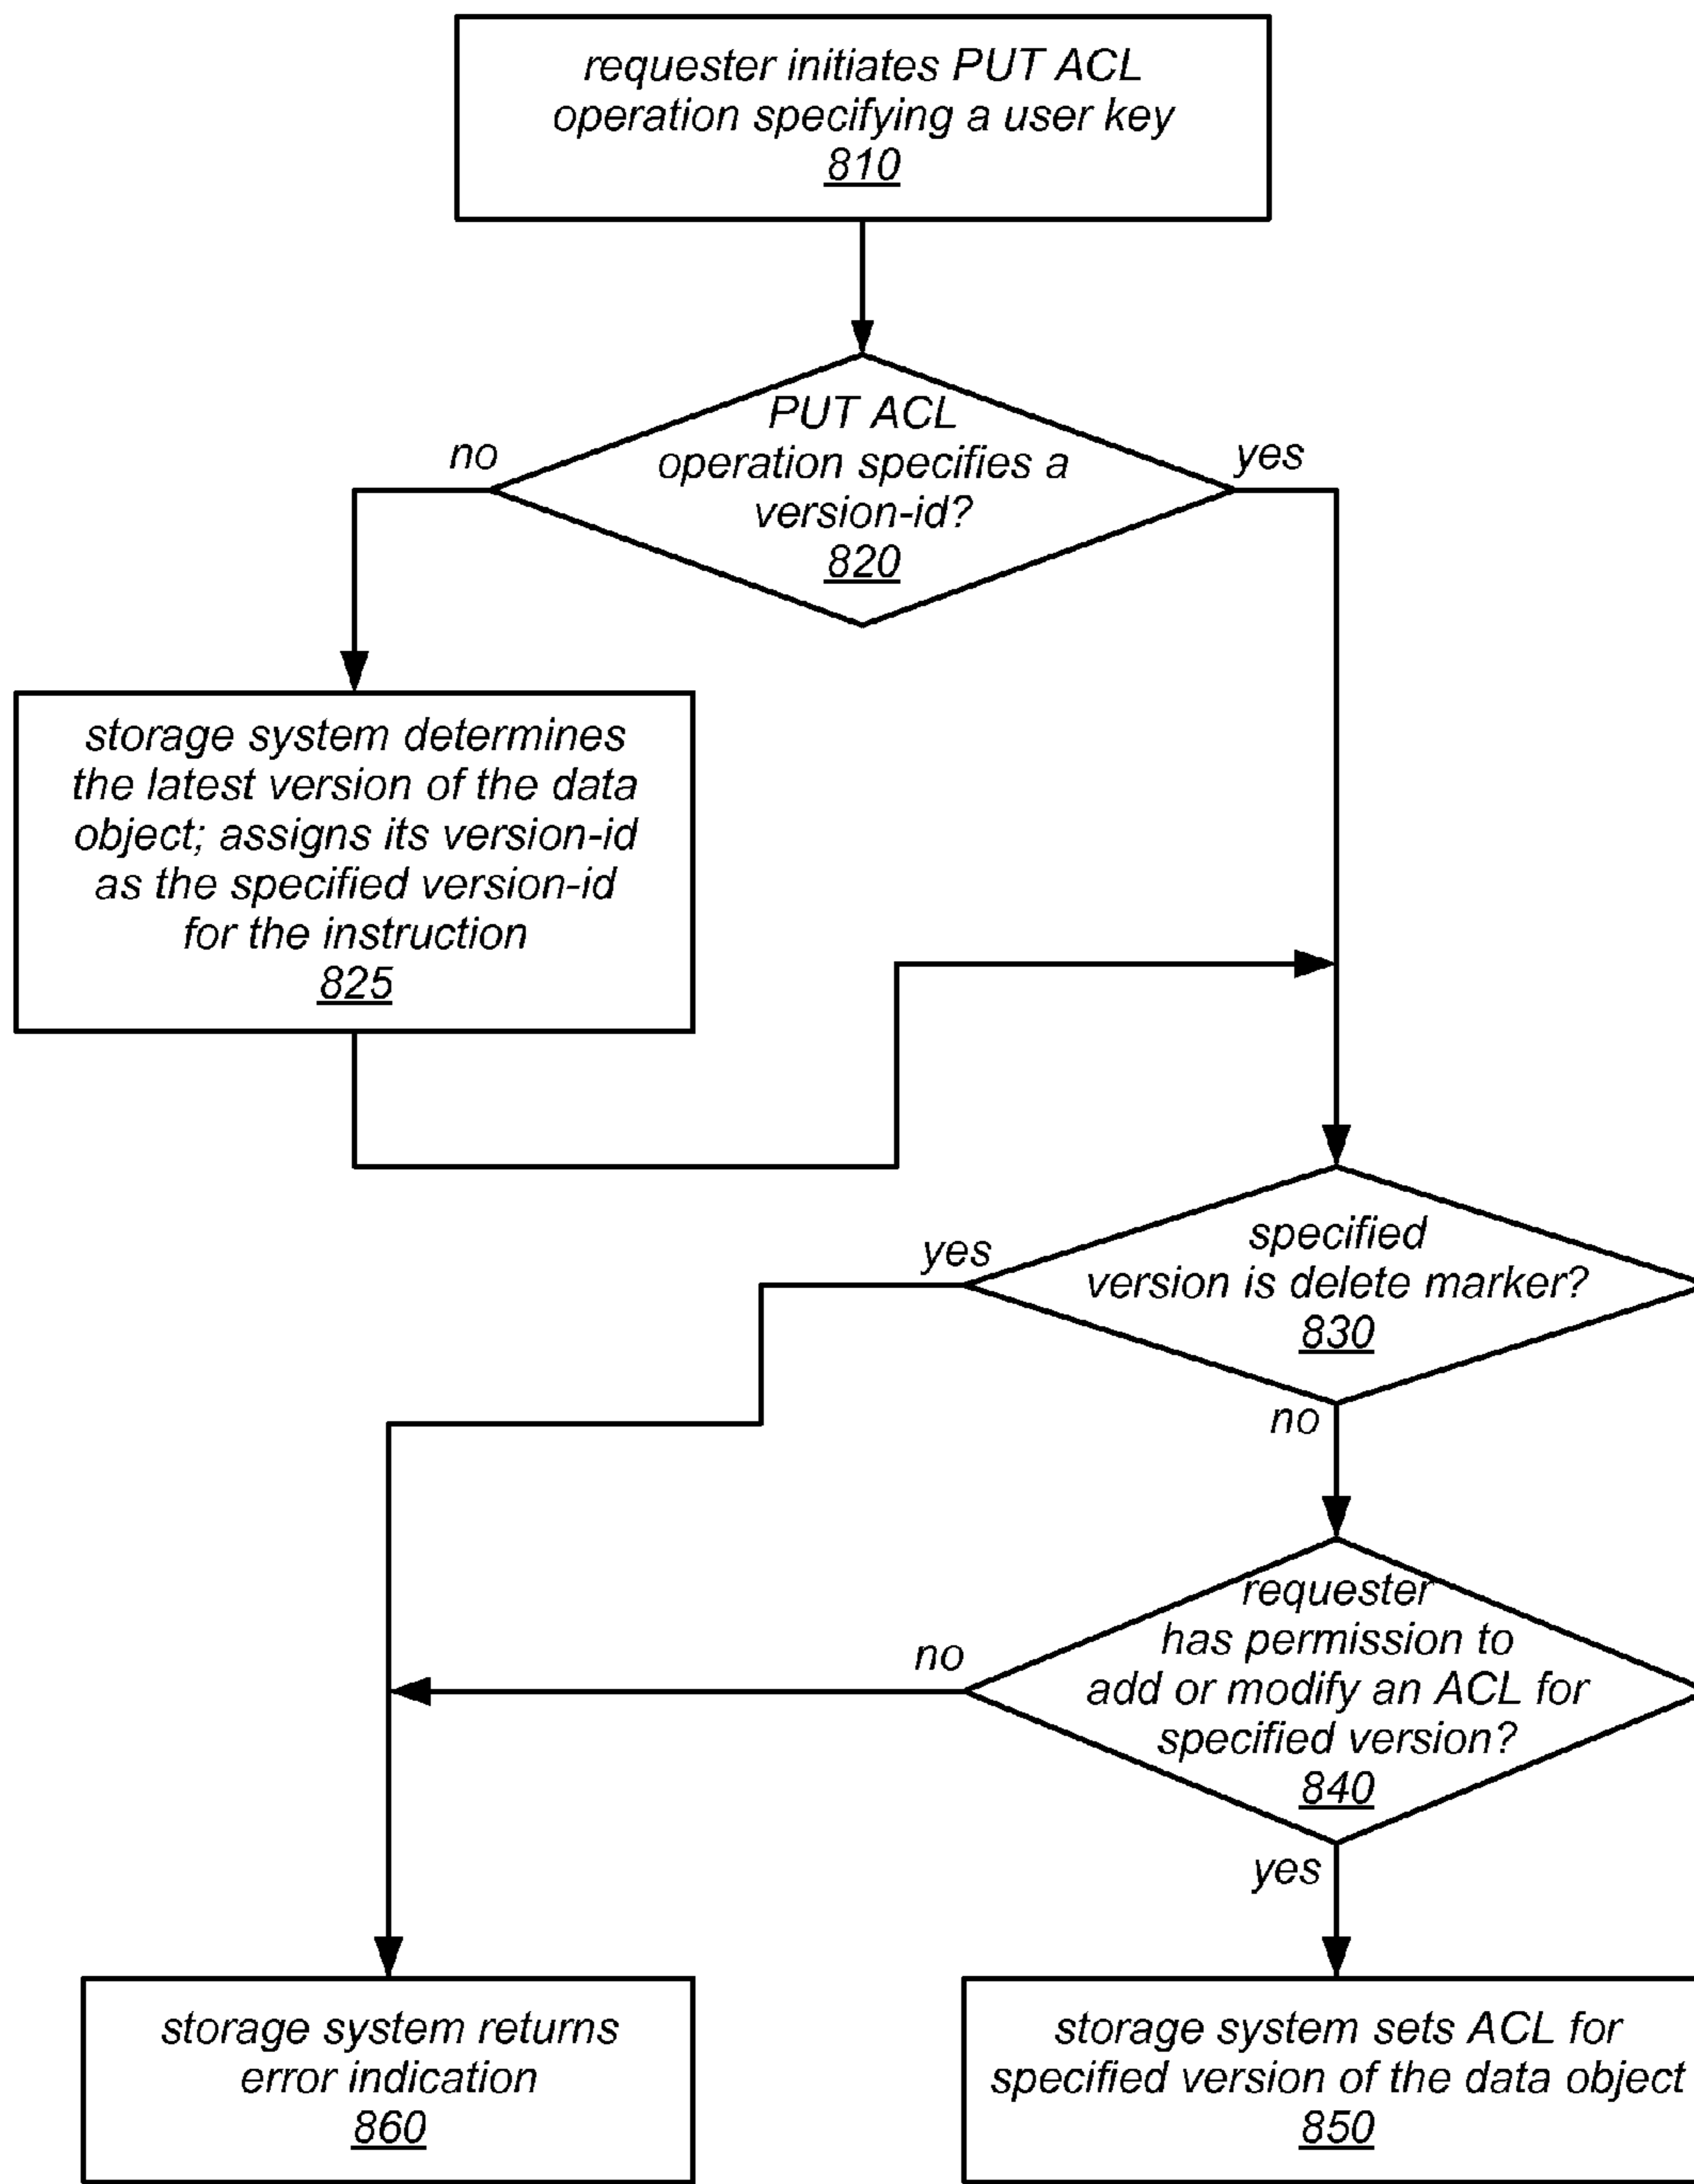 requester initiates PUT ACL
operation specifying a user key
810
PUT ACL
operation specifies a
version-id?
820
no
yes
storage system determines
the latest version of the data
object; assigns its version-id
as the specified version-id
for the instruction
825
specified
version is delete marker?
830
yes
no
requester
has permission to
add or modify an ACL for
specified version?
840
no
yes
storage system returns
error indication
860
storage system sets ACL for
specified version of the data object
850